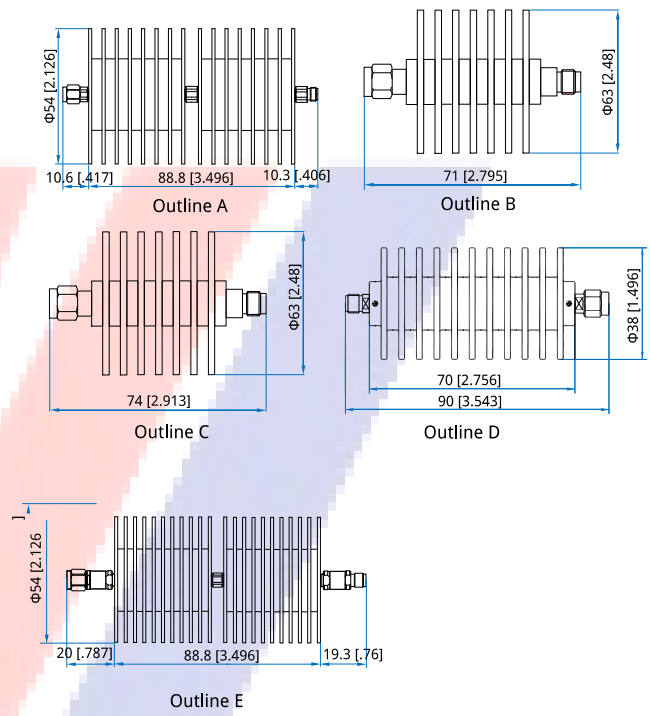 Φ54 [2.126]
10.6 [.417]
88.8 [3.496]
10.3 [.406]
Outline A
Φ63 [2.48]
71 [2.795]
Outline B
Φ63 [2.48]
74 [2.913]
Outline C
Φ38 [1.496]
70 [2.756]
90 [3.543]
Outline D
]
Φ54 [2.126
20 [.787]
88.8 [3.496]
19.3 [.76]
Outline E